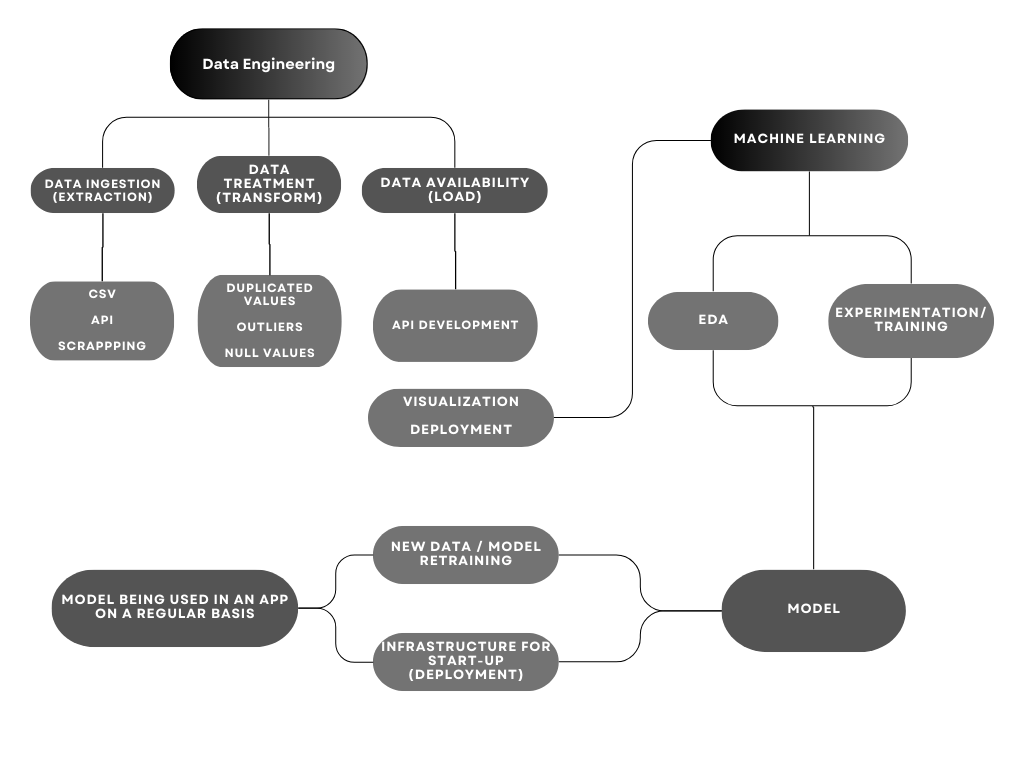 Data Engineering
MACHINE LEARNING
DATA INGESTION
(EXTRACTION)
DATA
TREATMENT
(TRANSFORM)
DATA AVAILABILITY
(LOAD)
CSV
API
SCRAPPPING
DUPLICATED
VALUES
OUTLIERS
NULL VALUES
API DEVELOPMENT
EDA
EXPERIMENTATION/
TRAINING
VISUALIZATION
DEPLOYMENT
NEW DATA / MODEL
RETRAINING
MODEL BEING USED IN AN APP
ON A REGULAR BASIS
MODEL
INFRASTRUCTURE FOR
START-UP
(DEPLOYMENT)